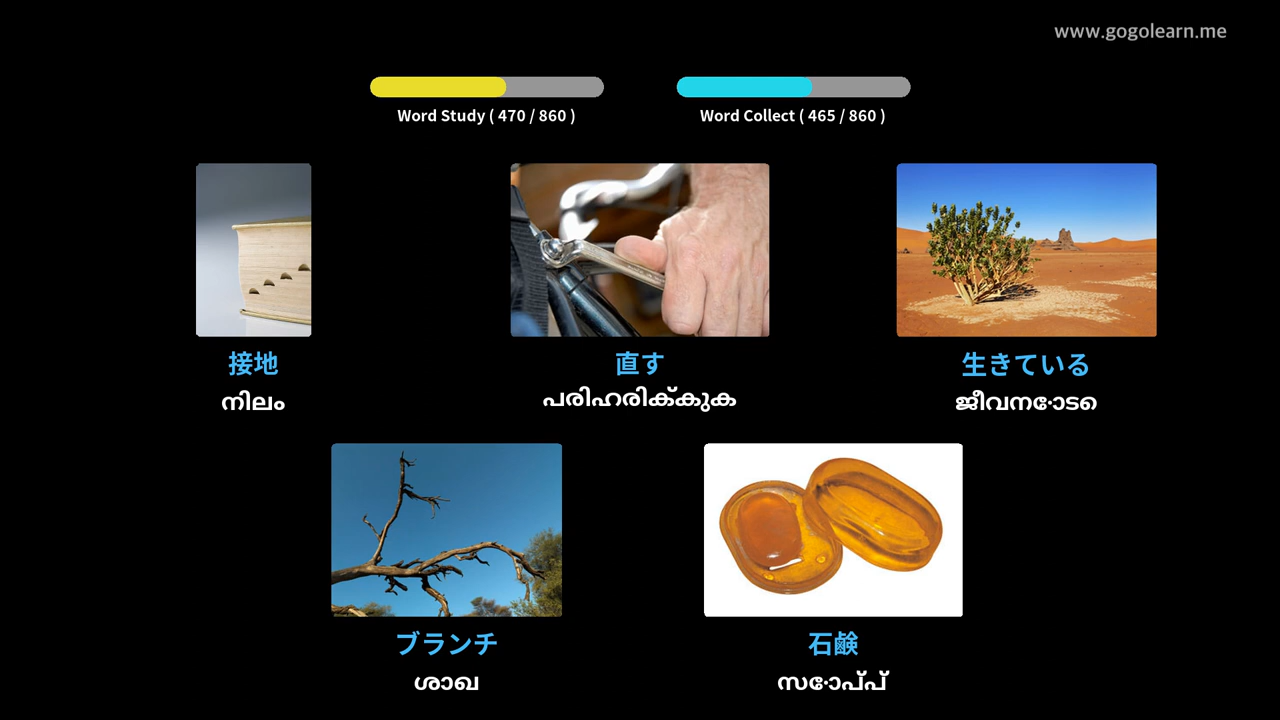 www.gogolearn.me
Word Study ( 470 / 860 )
Word Collect ( 465 / 860 )
接地
നിലം
直す
പരിഹരിക്കുക
生きている
ജീവനോടെ
ブランチ
ശാഖ
石鹸
സോപ്പ്